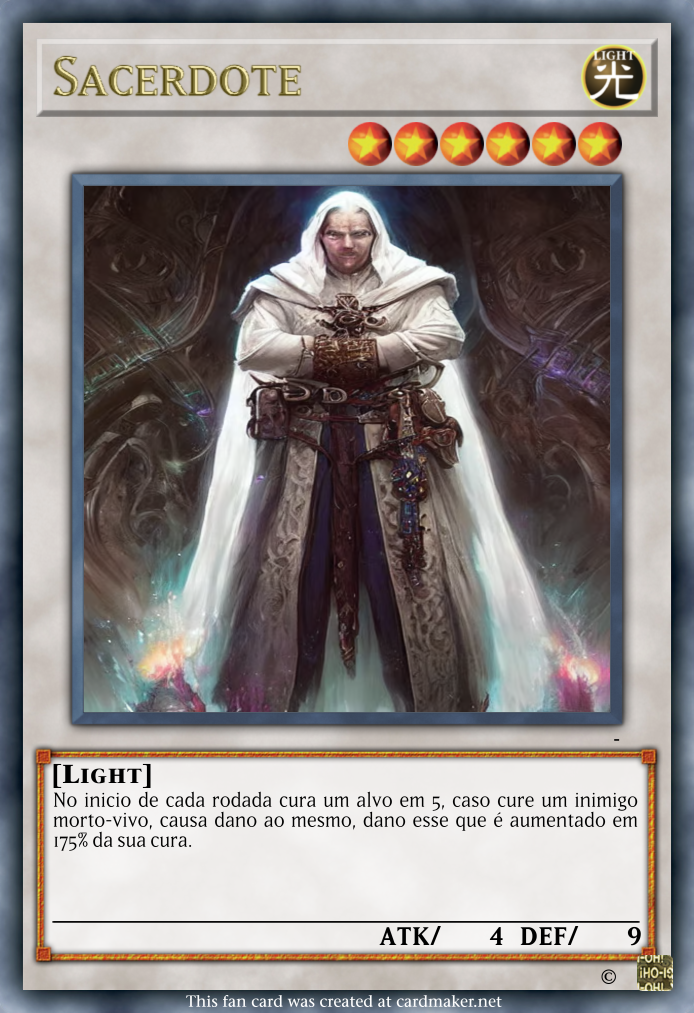 Sacerdote
LIGHT
光
-
[Light]
No inicio de cada rodada cura um alvo em 5, caso cure um inimigo
morto-vivo, causa dano ao mesmo, dano esse que é aumentado em
175% da sua cura.
ATK/ 4 DEF/ 9
©
This fan card was created at cardmaker.net